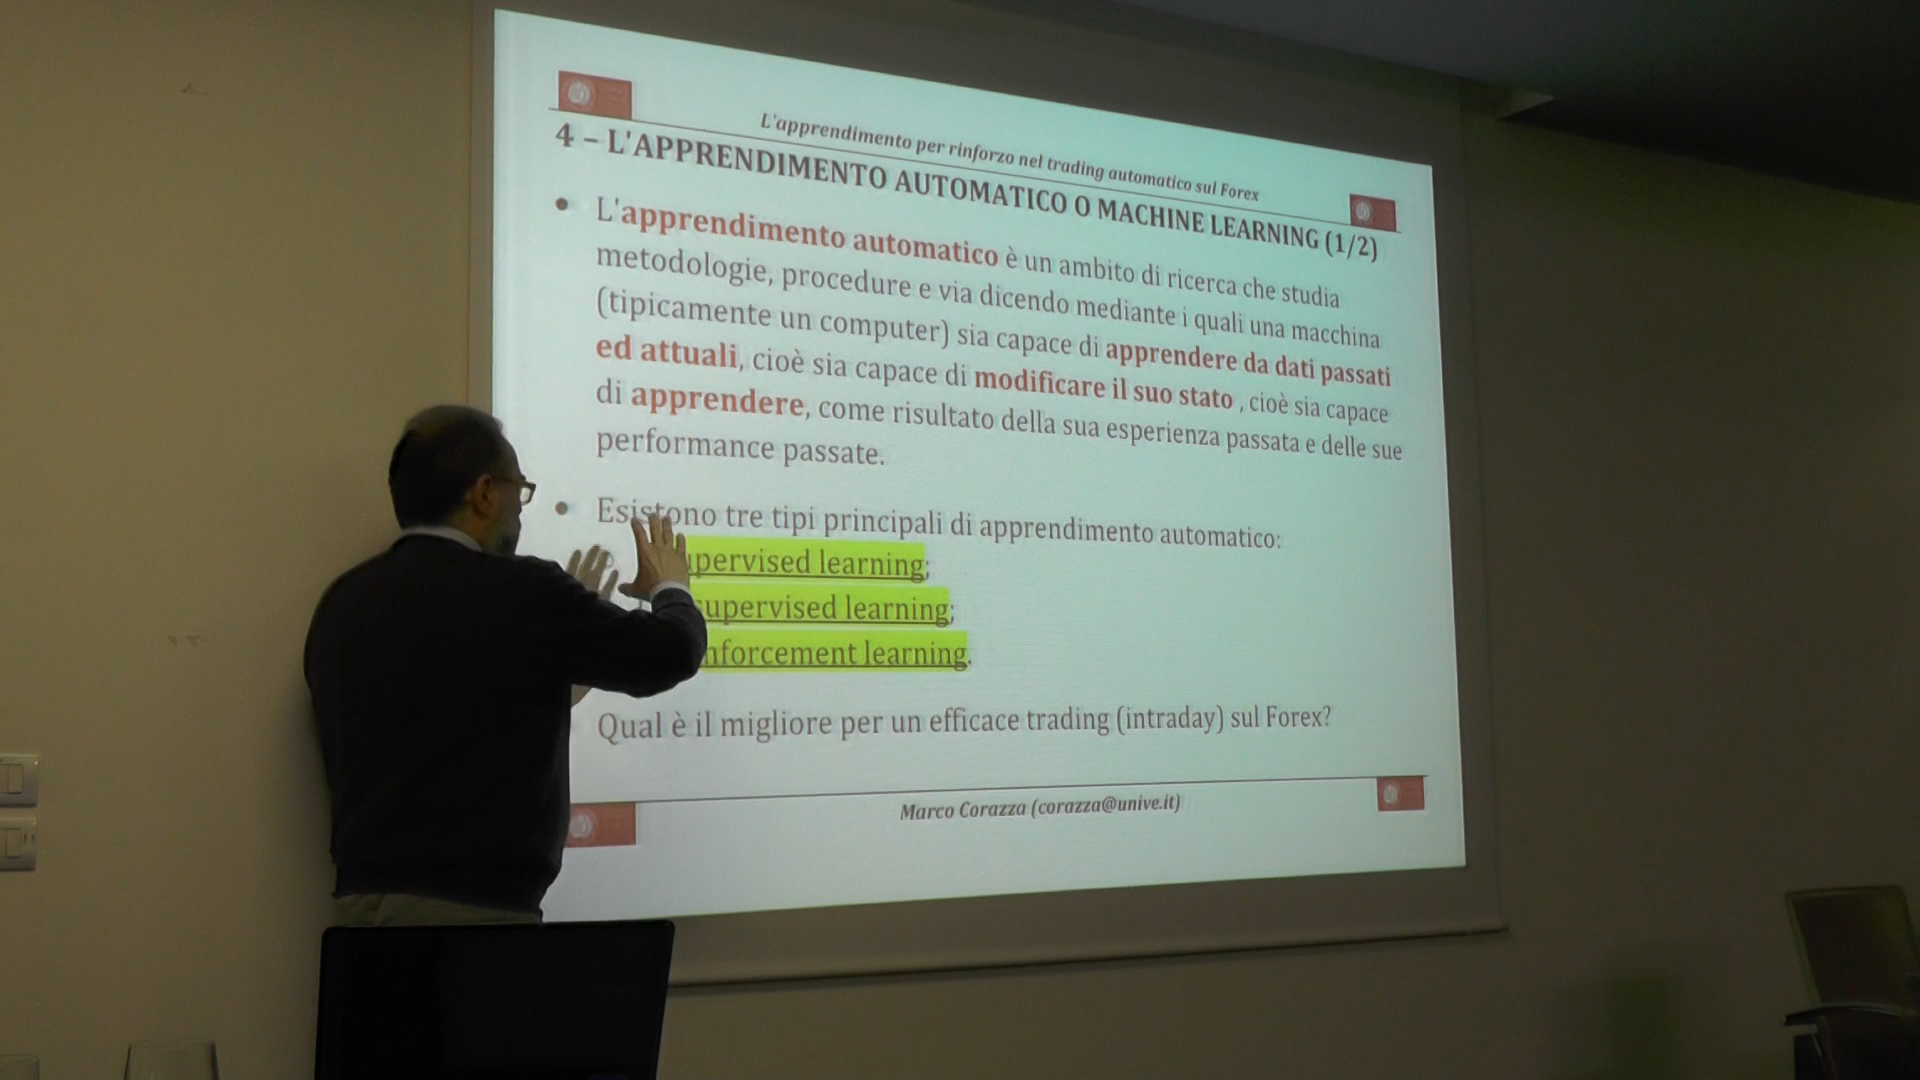 L'apprendimento per rinforzo nel trading automatico sul Forex
4 – L'APPRENDIMENTO AUTOMATICO O MACHINE LEARNING (1/2)
• L'apprendimento automatico è un ambito di ricerca che studia
metodologie, procedure e via dicendo mediante i quali una macchina
(tipicamente un computer) sia capace di apprendere da dati passati
ed attuali, cioè sia capace di modificare il suo stato , cioè sia capace
di apprendere, come risultato della sua esperienza passata e delle sue
performance passate.
• Esistono tre tipi principali di apprendimento automatico:
upervised learning;
supervised learning;
nforcement learning.
Qual è il migliore per un efficace trading (intraday) sul Forex?
Marco Corazza (corazza@unive.it)